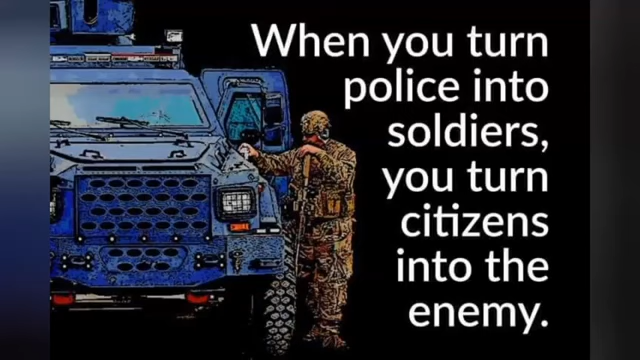 When you turn
police into
soldiers,
you turn
citizens
into the
enemy.